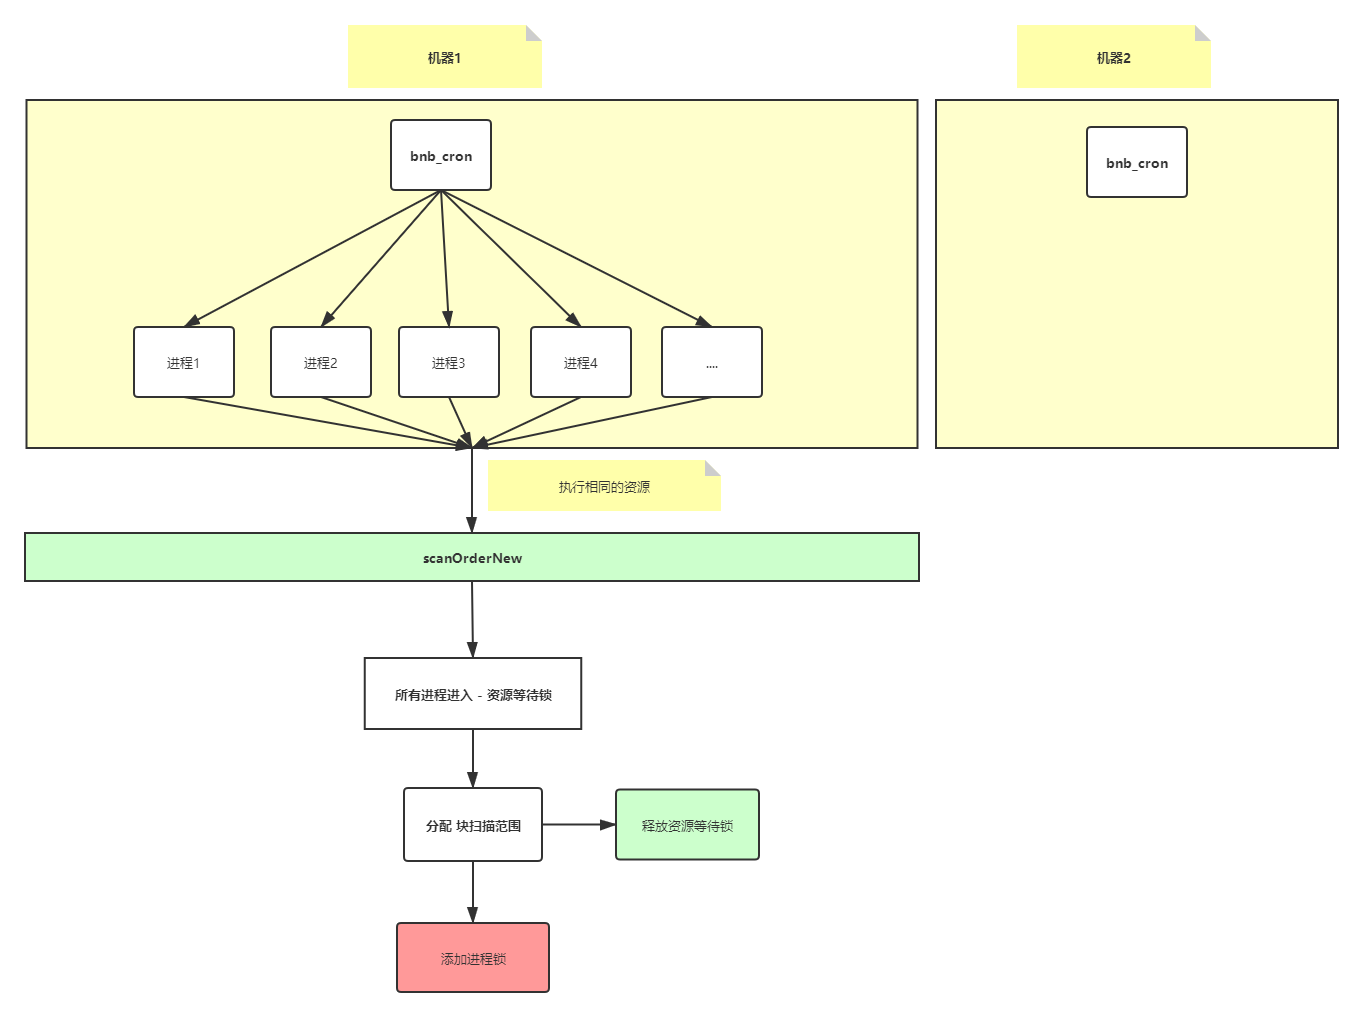 机器1
机器2
bnb_cron
bnb_cron
进程1
进程2
进程3
进程4
....
执行相同的资源
scanOrderNew
所有进程进入 - 资源等待锁
分配 块扫描范围
释放资源等待锁
添加进程锁